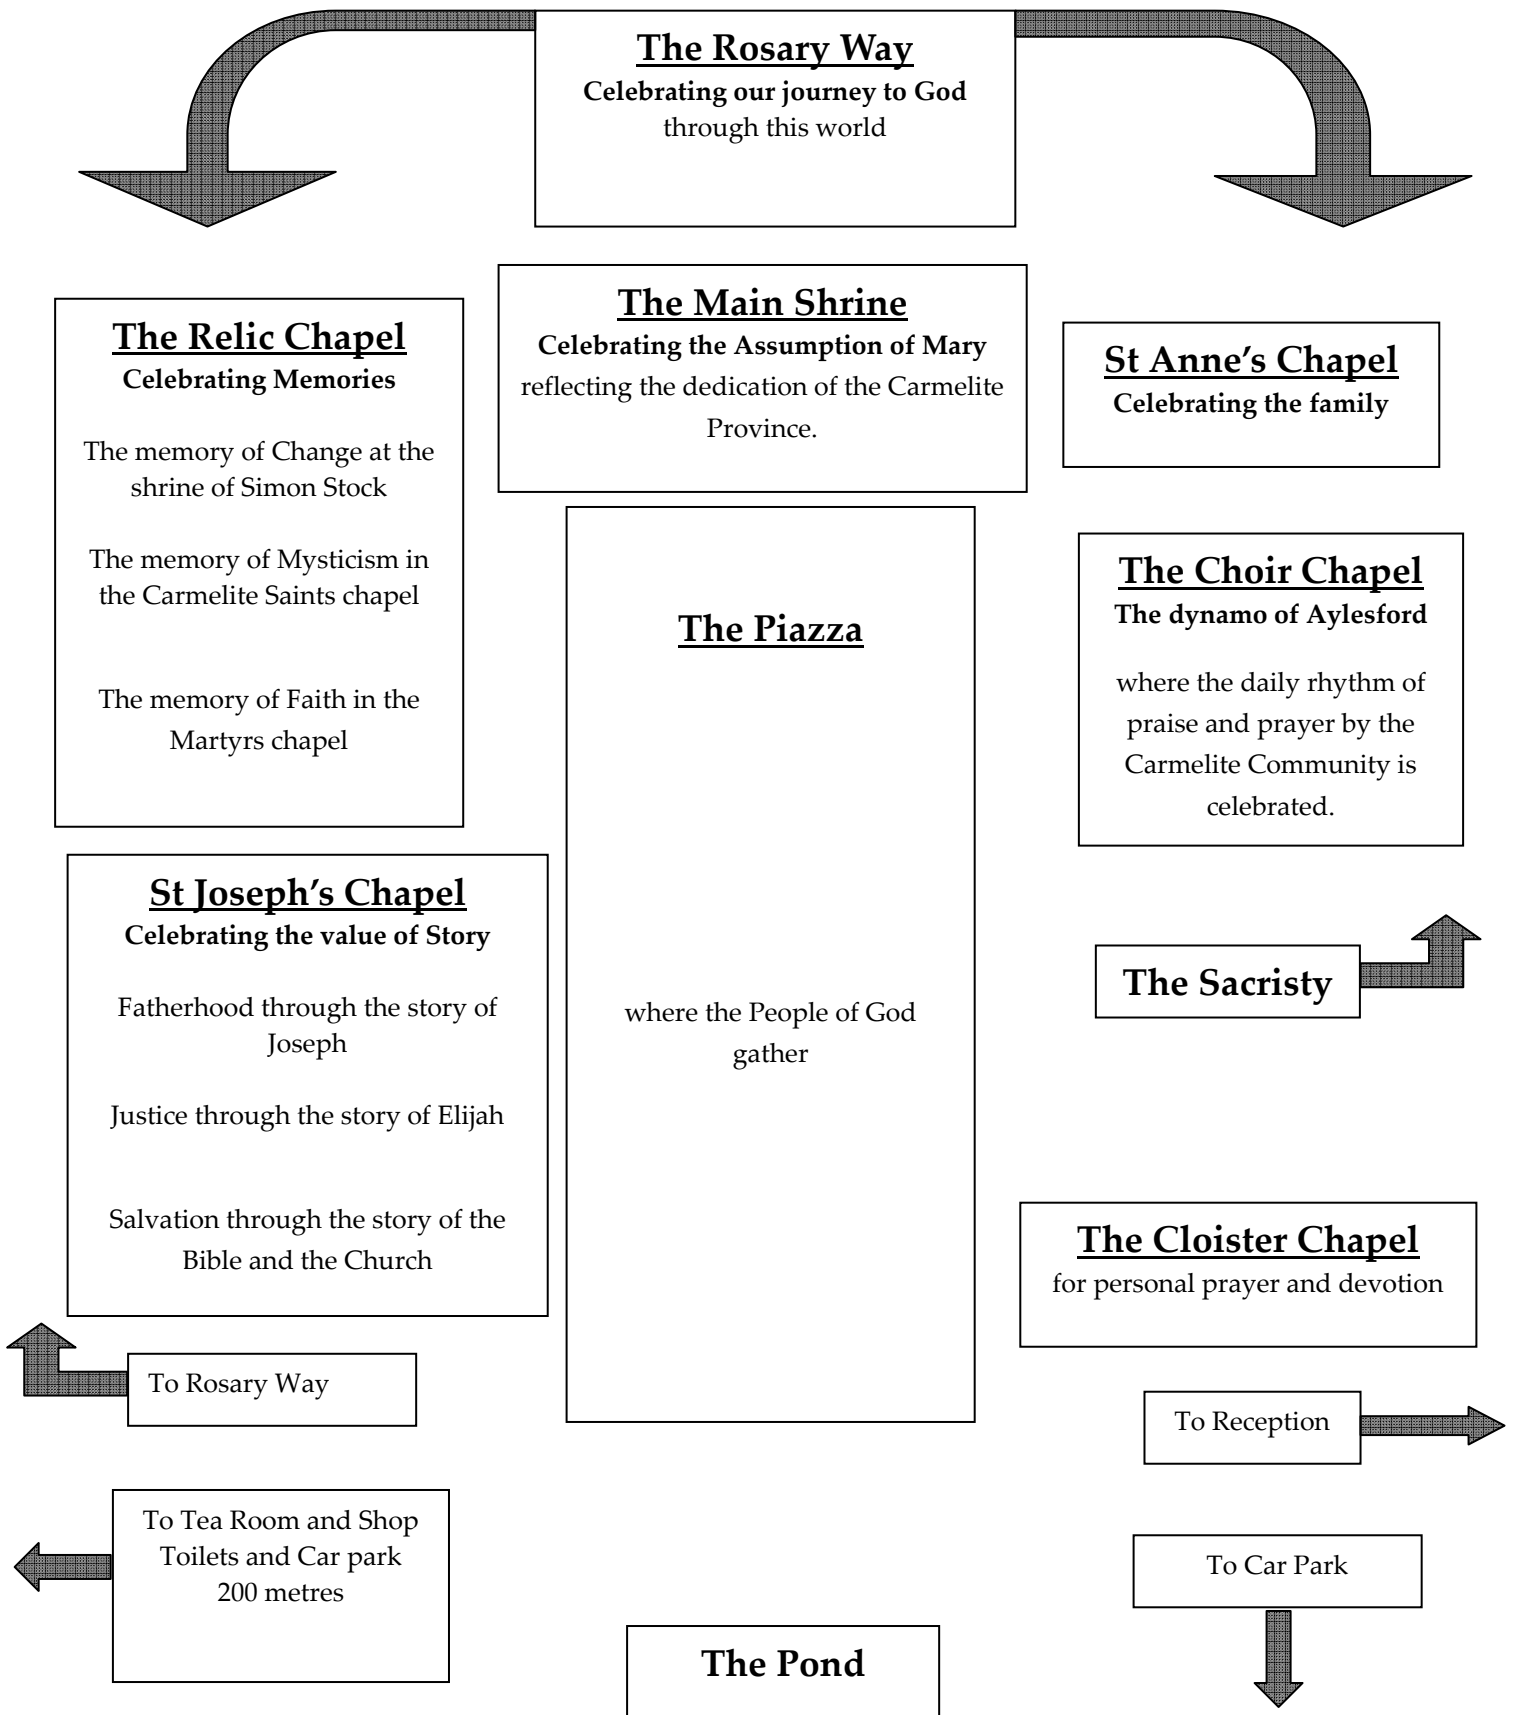 The Rosary Way
Celebrating our journey to God
through this world
The Main Shrine
Celebrating the Assumption of Mary
reflecting the dedication of the Carmelite
Province.
The Relic Chapel
Celebrating Memories
The memory of Change at the
shrine of Simon Stock
The memory of Mysticism in
the Carmelite Saints chapel
The memory of Faith in the
Martyrs chapel
St Anne’s Chapel
Celebrating the family
The Piazza
where the People of God
gather
The Choir Chapel
The dynamo of Aylesford
where the daily rhythm of
praise and prayer by the
Carmelite Community is
celebrated.
St Joseph’s Chapel
Celebrating the value of Story
Fatherhood through the story of
Joseph
Justice through the story of Elijah
Salvation through the story of the
Bible and the Church
The Sacristy
The Cloister Chapel
for personal prayer and devotion
To Rosary Way
To Reception
To Tea Room and Shop
Toilets and Car park
200 metres
To Car Park
The Pond